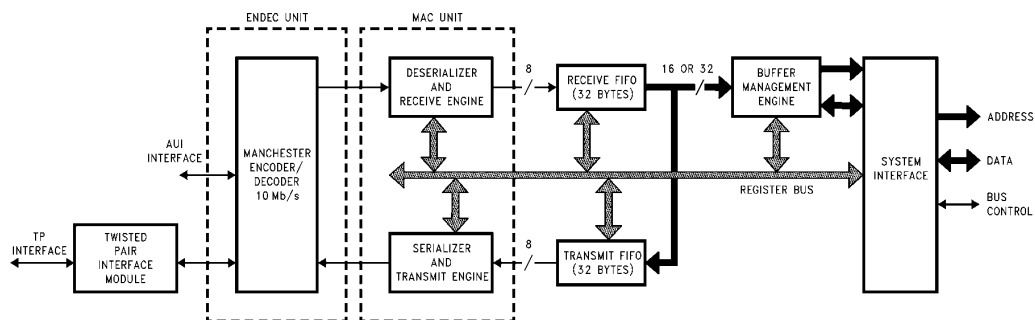 ENDEC UNIT
MAC UNIT
DESERIALIZER
AND
RECEIVE ENGINE
8
RECEIVE FIFO
(32 BYTES)
16 OR 32
BUFFER
MANAGEMENT
ENGINE
AUI
INTERFACE
MANCHESTER
ENCODER/
DECODER
10 Mb/s
REGISTER BUS
SYSTEM
INTERFACE
ADDRESS
DATA
BUS
CONTROL
TP
INTERFACE
TWISTED
PAIR
INTERFACE
MODULE
SERIALIZER
AND
TRANSMIT ENGINE
8
TRANSMIT FIFO
(32 BYTES)